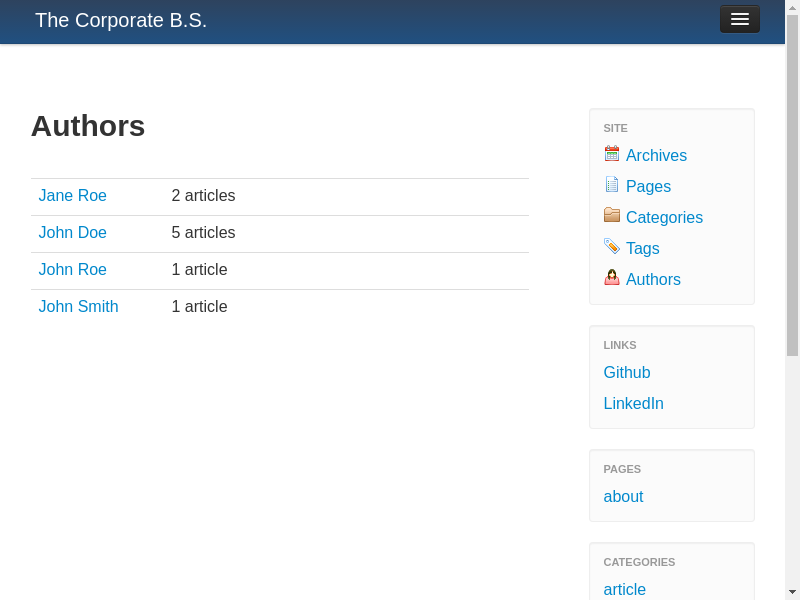 The Corporate B.S.
Authors
Jane Roe 2 articles
John Doe 5 articles
John Roe 1 article
John Smith 1 article
SITE
Archives
Pages
Categories
Tags
Authors
LINKS
Github
LinkedIn
PAGES
about
CATEGORIES
article